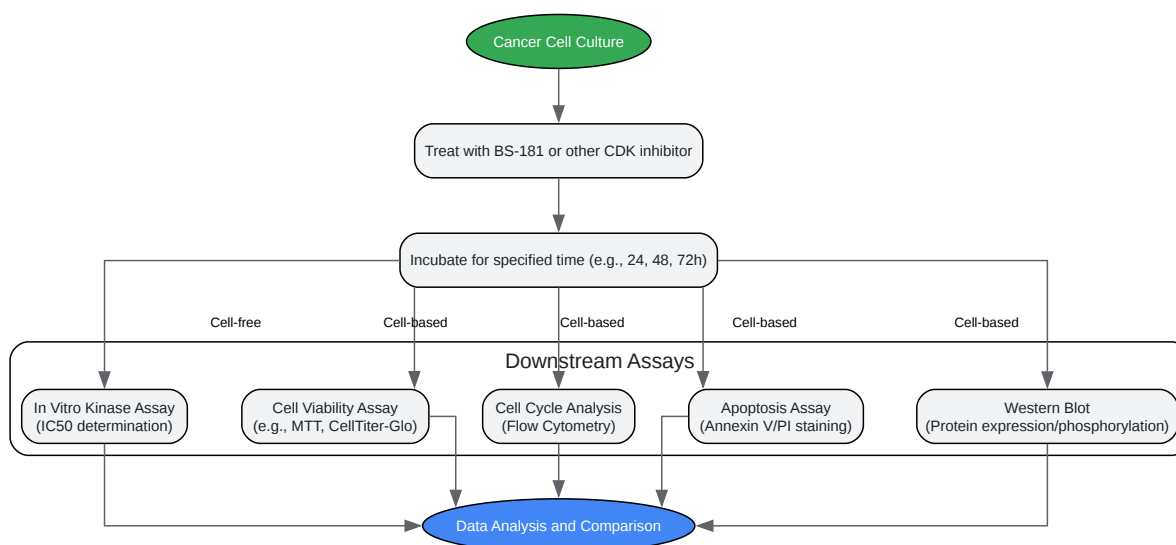 Cancer Cell Culture
Treat with BS-181 or other CDK inhibitor
Incubate for specified time (e.g., 24, 48, 72h)
Cell-free
Cell-based
Cell-based
Cell-based
Cell-based
Downstream Assays
In Vitro Kinase Assay
(IC50 determination)
Cell Viability Assay
(e.g., MTT, CellTiter-Glo)
Cell Cycle Analysis
(Flow Cytometry)
Apoptosis Assay
(Annexin V/PI staining)
Western Blot
(Protein expression/phosphorylation)
Data Analysis and Comparison